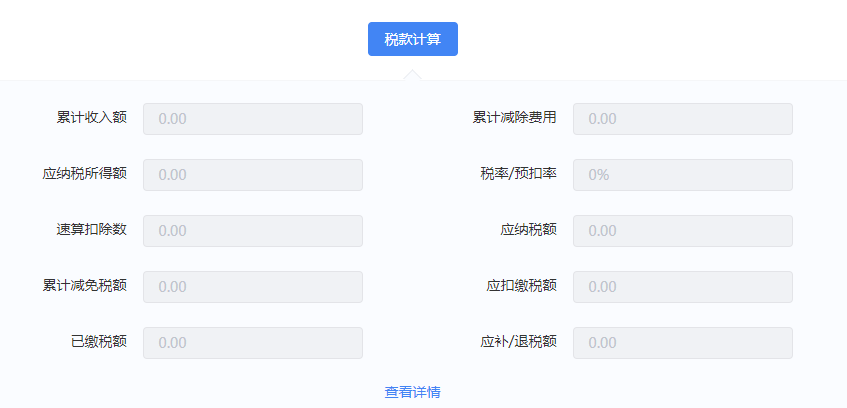 税款计算
累计收入额 0.00 累计减除费用 0.00
应纳税所得额 0.00 税率/预扣率 0%
速算扣除数 0.00 应纳税额 0.00
累计减免税额 0.00 应扣缴税额 0.00
已缴税额 0.00 应补/退税额 0.00
查看详情